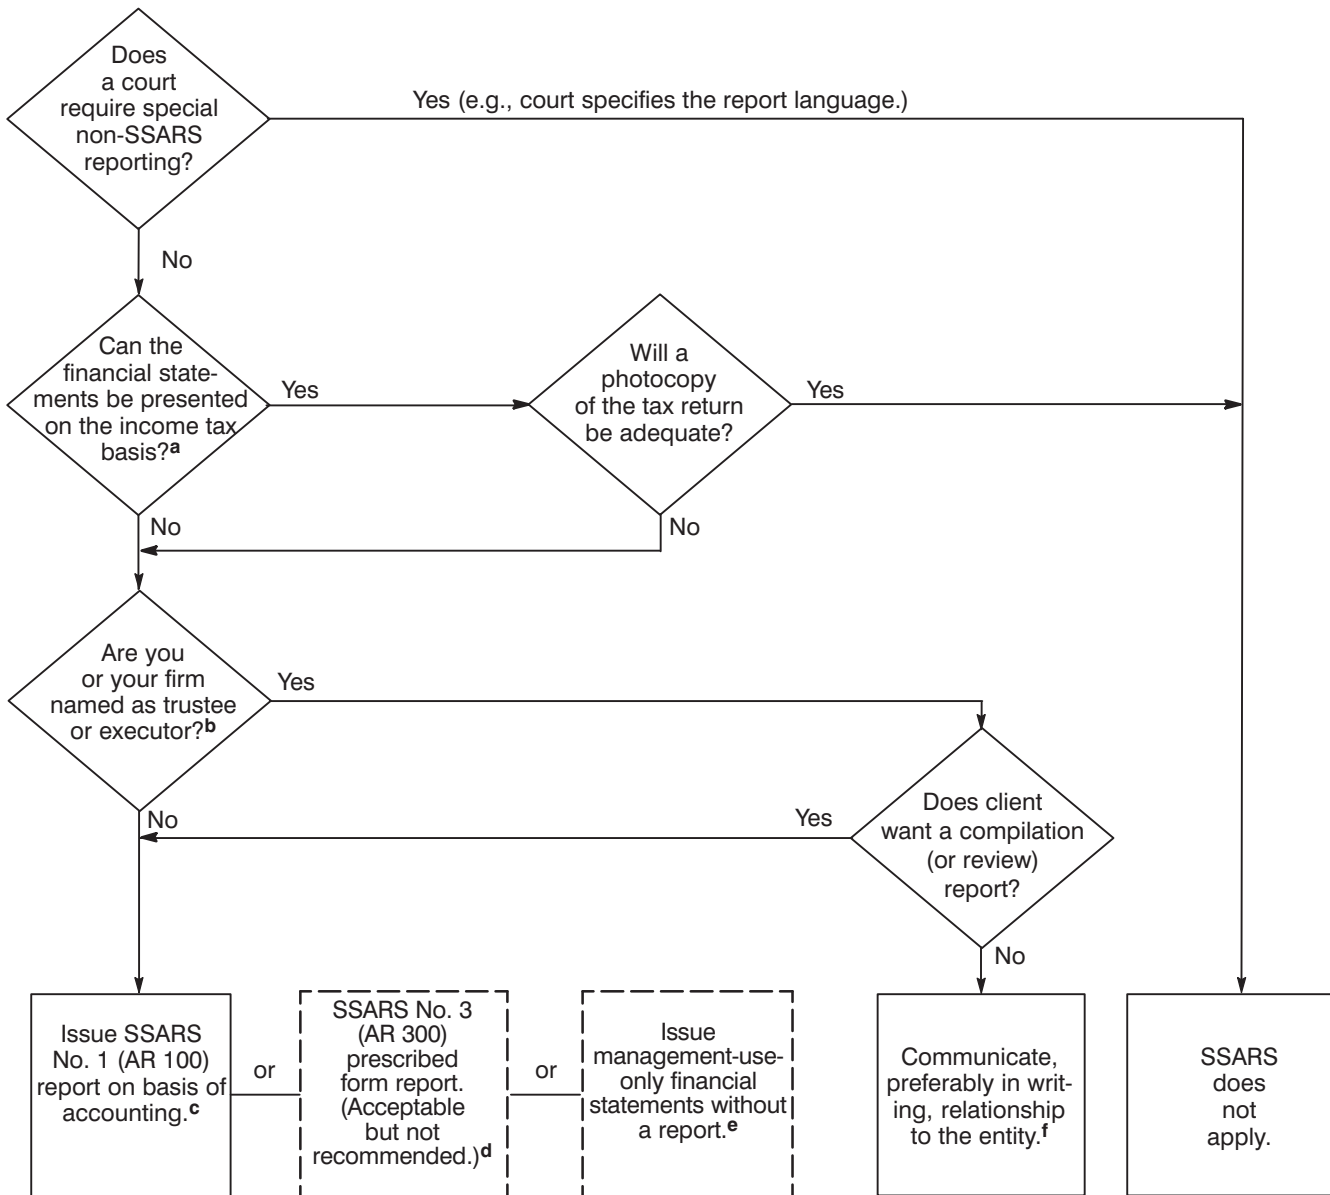 Does
a court
require special
non-SSARS
reporting?
Yes (e.g., court specifies the report language.)
No
Can the
financial state-
ments be presented
on the income tax
basis?a
Yes
Will a
photocopy
of the tax return
be adequate?
Yes
No
No
Are you
or your firm
named as trustee
or executor?b
Yes
No
Does client
want a compilation
(or review)
report?
Yes
No
Issue SSARS
No. 1 (AR 100)
report on basis of
accounting.c
or
SSARS No. 3
(AR 300)
prescribed
form report.
(Acceptable
but not
recommended.)d
or
Issue
management-use-
only financial
statements without
a report.e
Communicate,
preferably in writ-
ing, relationship
to the entity.f
SSARS
does
not
apply.